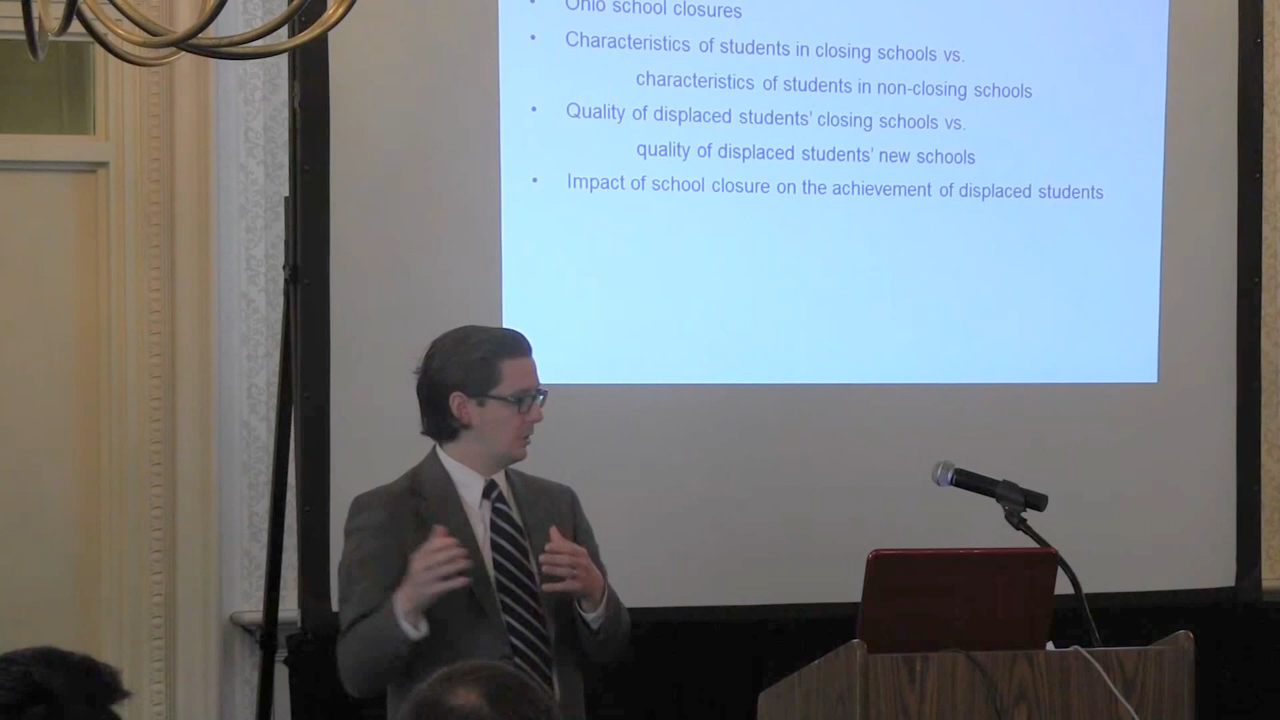 • Ohio school closures
• Characteristics of students in closing schools vs.
characteristics of students in non-closing schools
• Quality of displaced students' closing schools vs.
quality of displaced students' new schools
• Impact of school closure on the achievement of displaced students